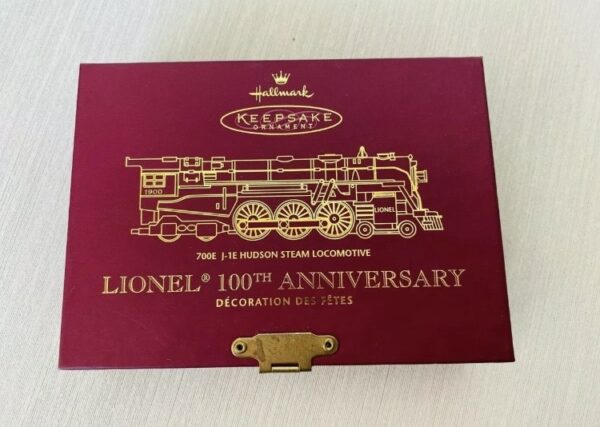 Hallmark
KEEPSAKE
ORNAMENT
1900
LIONEL
700E J-1E HUDSON STEAM LOCOMOTIVE
LIONEL® 100TH ANNIVERSARY
DÉCORATION DES FÊTES